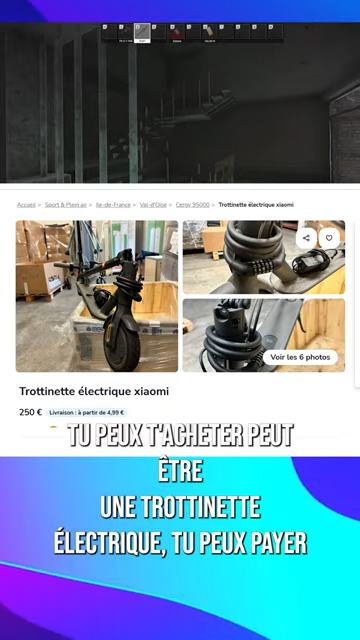 Accueil > Sport & Plein air > Ile-de-France > Val-d'Oise > Cergy 95000 > Trottinette électrique xiaomi
Voir les 6 photos
Trottinette électrique xiaomi
250 € Livraison : à partir de 4,99 €
TU PEUX T'ACHETER PEUT
ÊTRE
UNE TROTTINETTE
ÉLECTRIQUE, TU PEUX PAYER